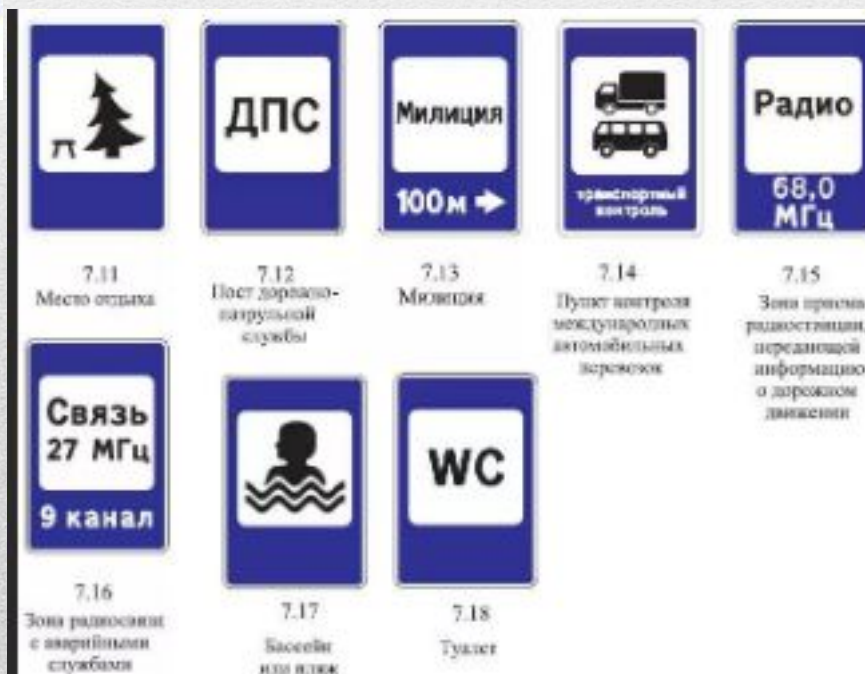 ДПС
Милиция
100м
транспортный
контроль
Радио
68,0
МГц
7.11
Место отдыха
7.12
Пост дорожно-
патрульной
службы
7.13
Милиция
7.14
Пункт контроля
международных
автомобильных
перевозок
7.15
Зона приема
радиостанции,
передающей
информацию
о дорожном
движении
Связь
27 МГц
9 канал
WC
7.16
Зона радиосвязи
с аварийными
службами
7.17
Бассейн
или пляж
7.18
Туалет